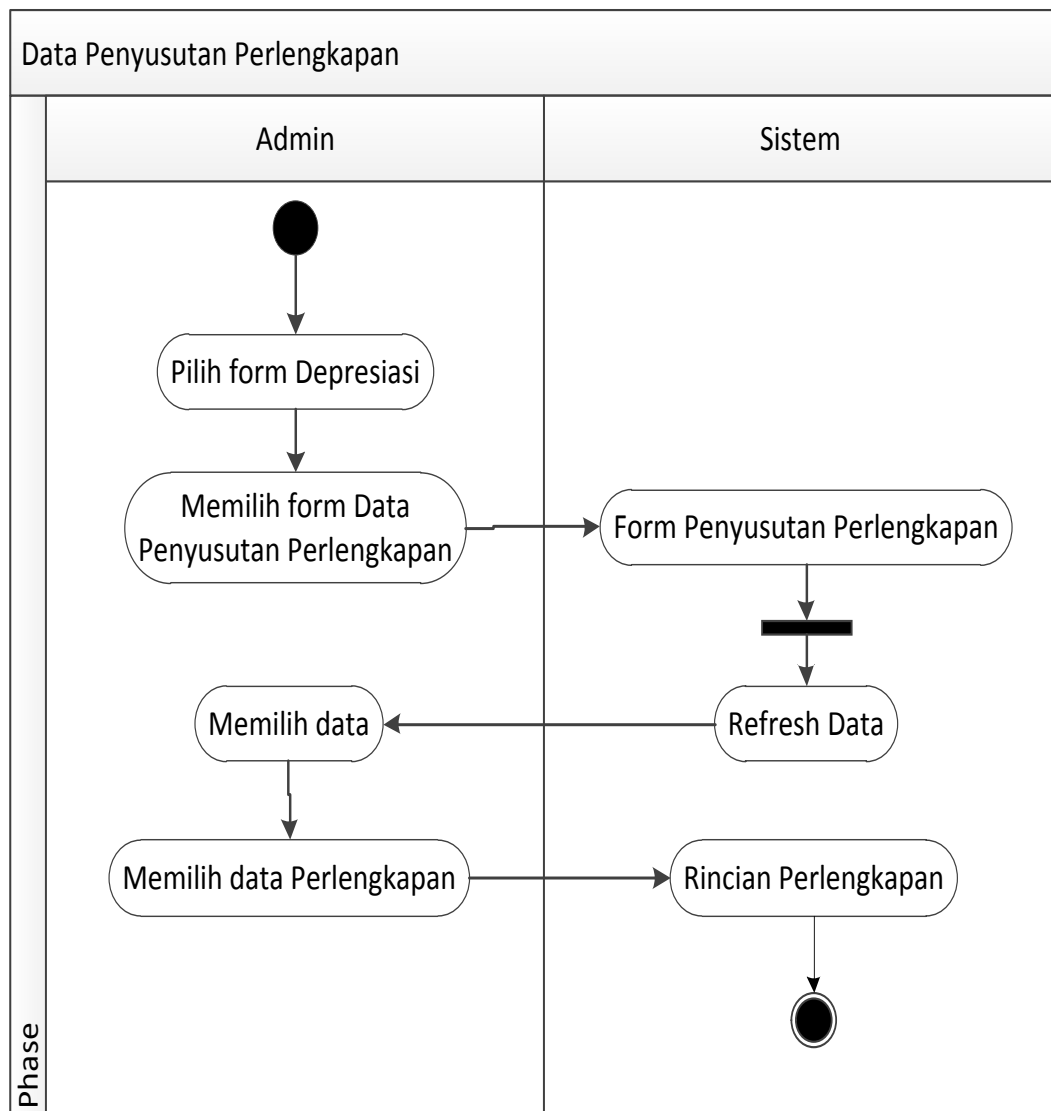 Data Penyusutan Perlengkapan
Admin
Sistem
Pilih form Depresiasi
Memilih form Data
Penyusutan Perlengkapan
Form Penyusutan Perlengkapan
Refresh Data
Memilih data
Memilih data Perlengkapan
Rincian Perlengkapan
Phase